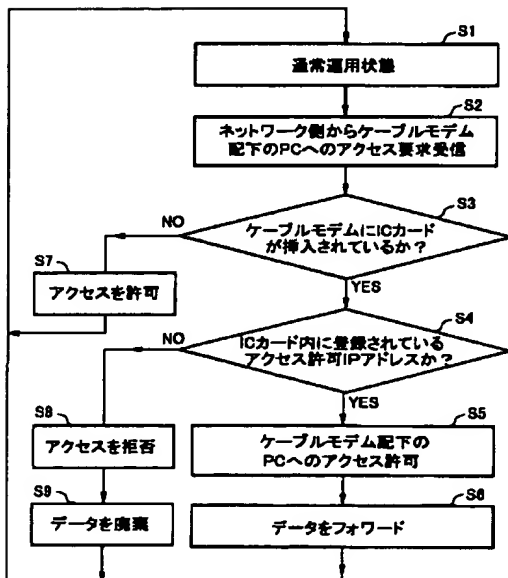 S1
通常運用状態
S2
ネットワーク側からケーブルモデム
配下のPCへのアクセス要求受信
S3
ケーブルモデムにICカード
が挿入されているか?
NO
YES
S7
アクセスを許可
S4
ICカード内に登録されている
アクセス許可IPアドレスか?
NO
YES
S8
アクセスを拒否
S5
ケーブルモデム配下の
PCへのアクセス許可
S9
データを廃棄
S6
データをフォワード